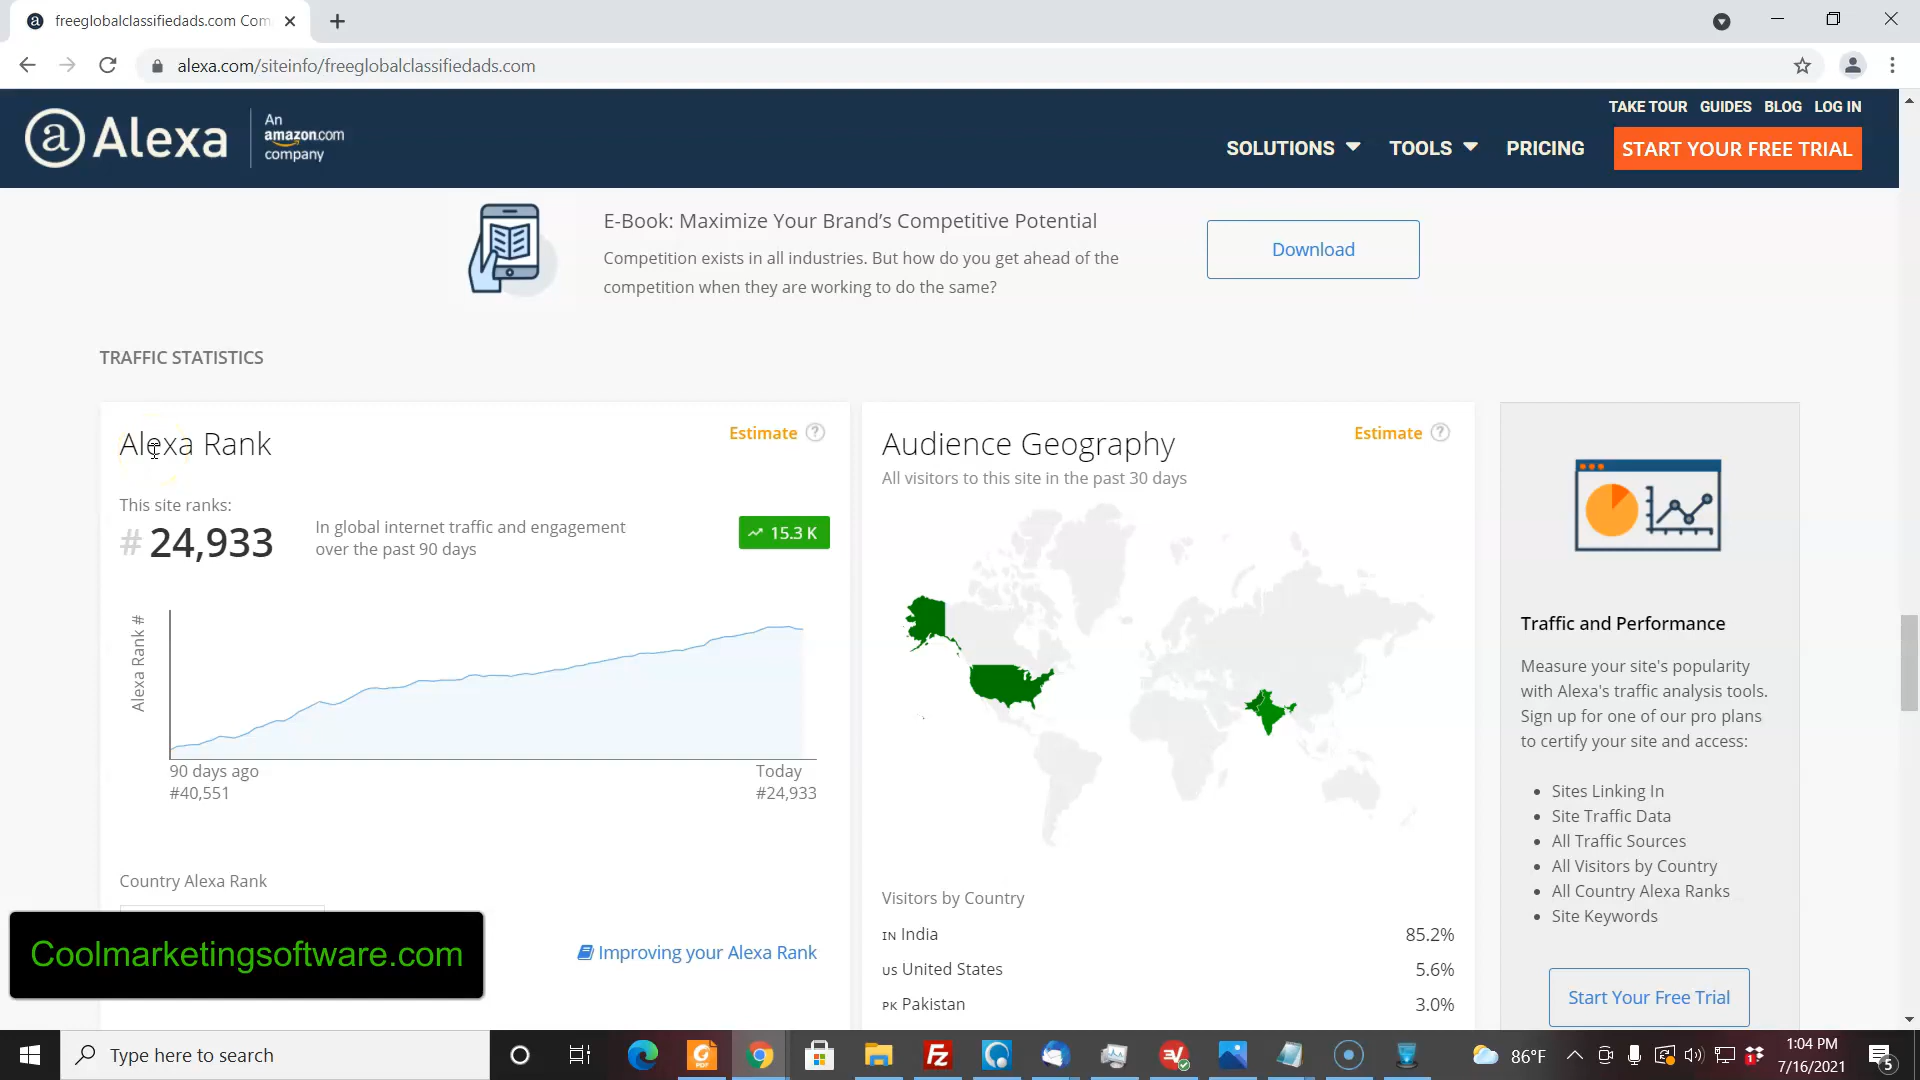 freeglobalclassifiedads.com Com
alexa.com/siteinfo/freeglobalclassifiedads.com
TAKE TOUR GUIDES BLOG LOG IN
Alexa
An
amazon.com
company
SOLUTIONS TOOLS PRICING START YOUR FREE TRIAL
E-Book: Maximize Your Brand’s Competitive Potential
Competition exists in all industries. But how do you get ahead of the
competition when they are working to do the same?
Download
TRAFFIC STATISTICS
Alexa Rank
Estimate ?
This site ranks:
# 24,933
In global internet traffic and engagement
over the past 90 days
15.3 K
Alexa Rank #
90 days ago
#40,551
Today
#24,933
Country Alexa Rank
Improving your Alexa Rank
Audience Geography
Estimate ?
All visitors to this site in the past 30 days
Visitors by Country
IN India 85.2%
US United States 5.6%
PK Pakistan 3.0%
Traffic and Performance
Measure your site's popularity
with Alexa's traffic analysis tools.
Sign up for one of our pro plans
to certify your site and access:
Sites Linking In
Site Traffic Data
All Traffic Sources
All Visitors by Country
All Country Alexa Ranks
Site Keywords
Start Your Free Trial
Coolmarketingsoftware.com
Type here to search
86°F
1:04 PM
7/16/2021
5